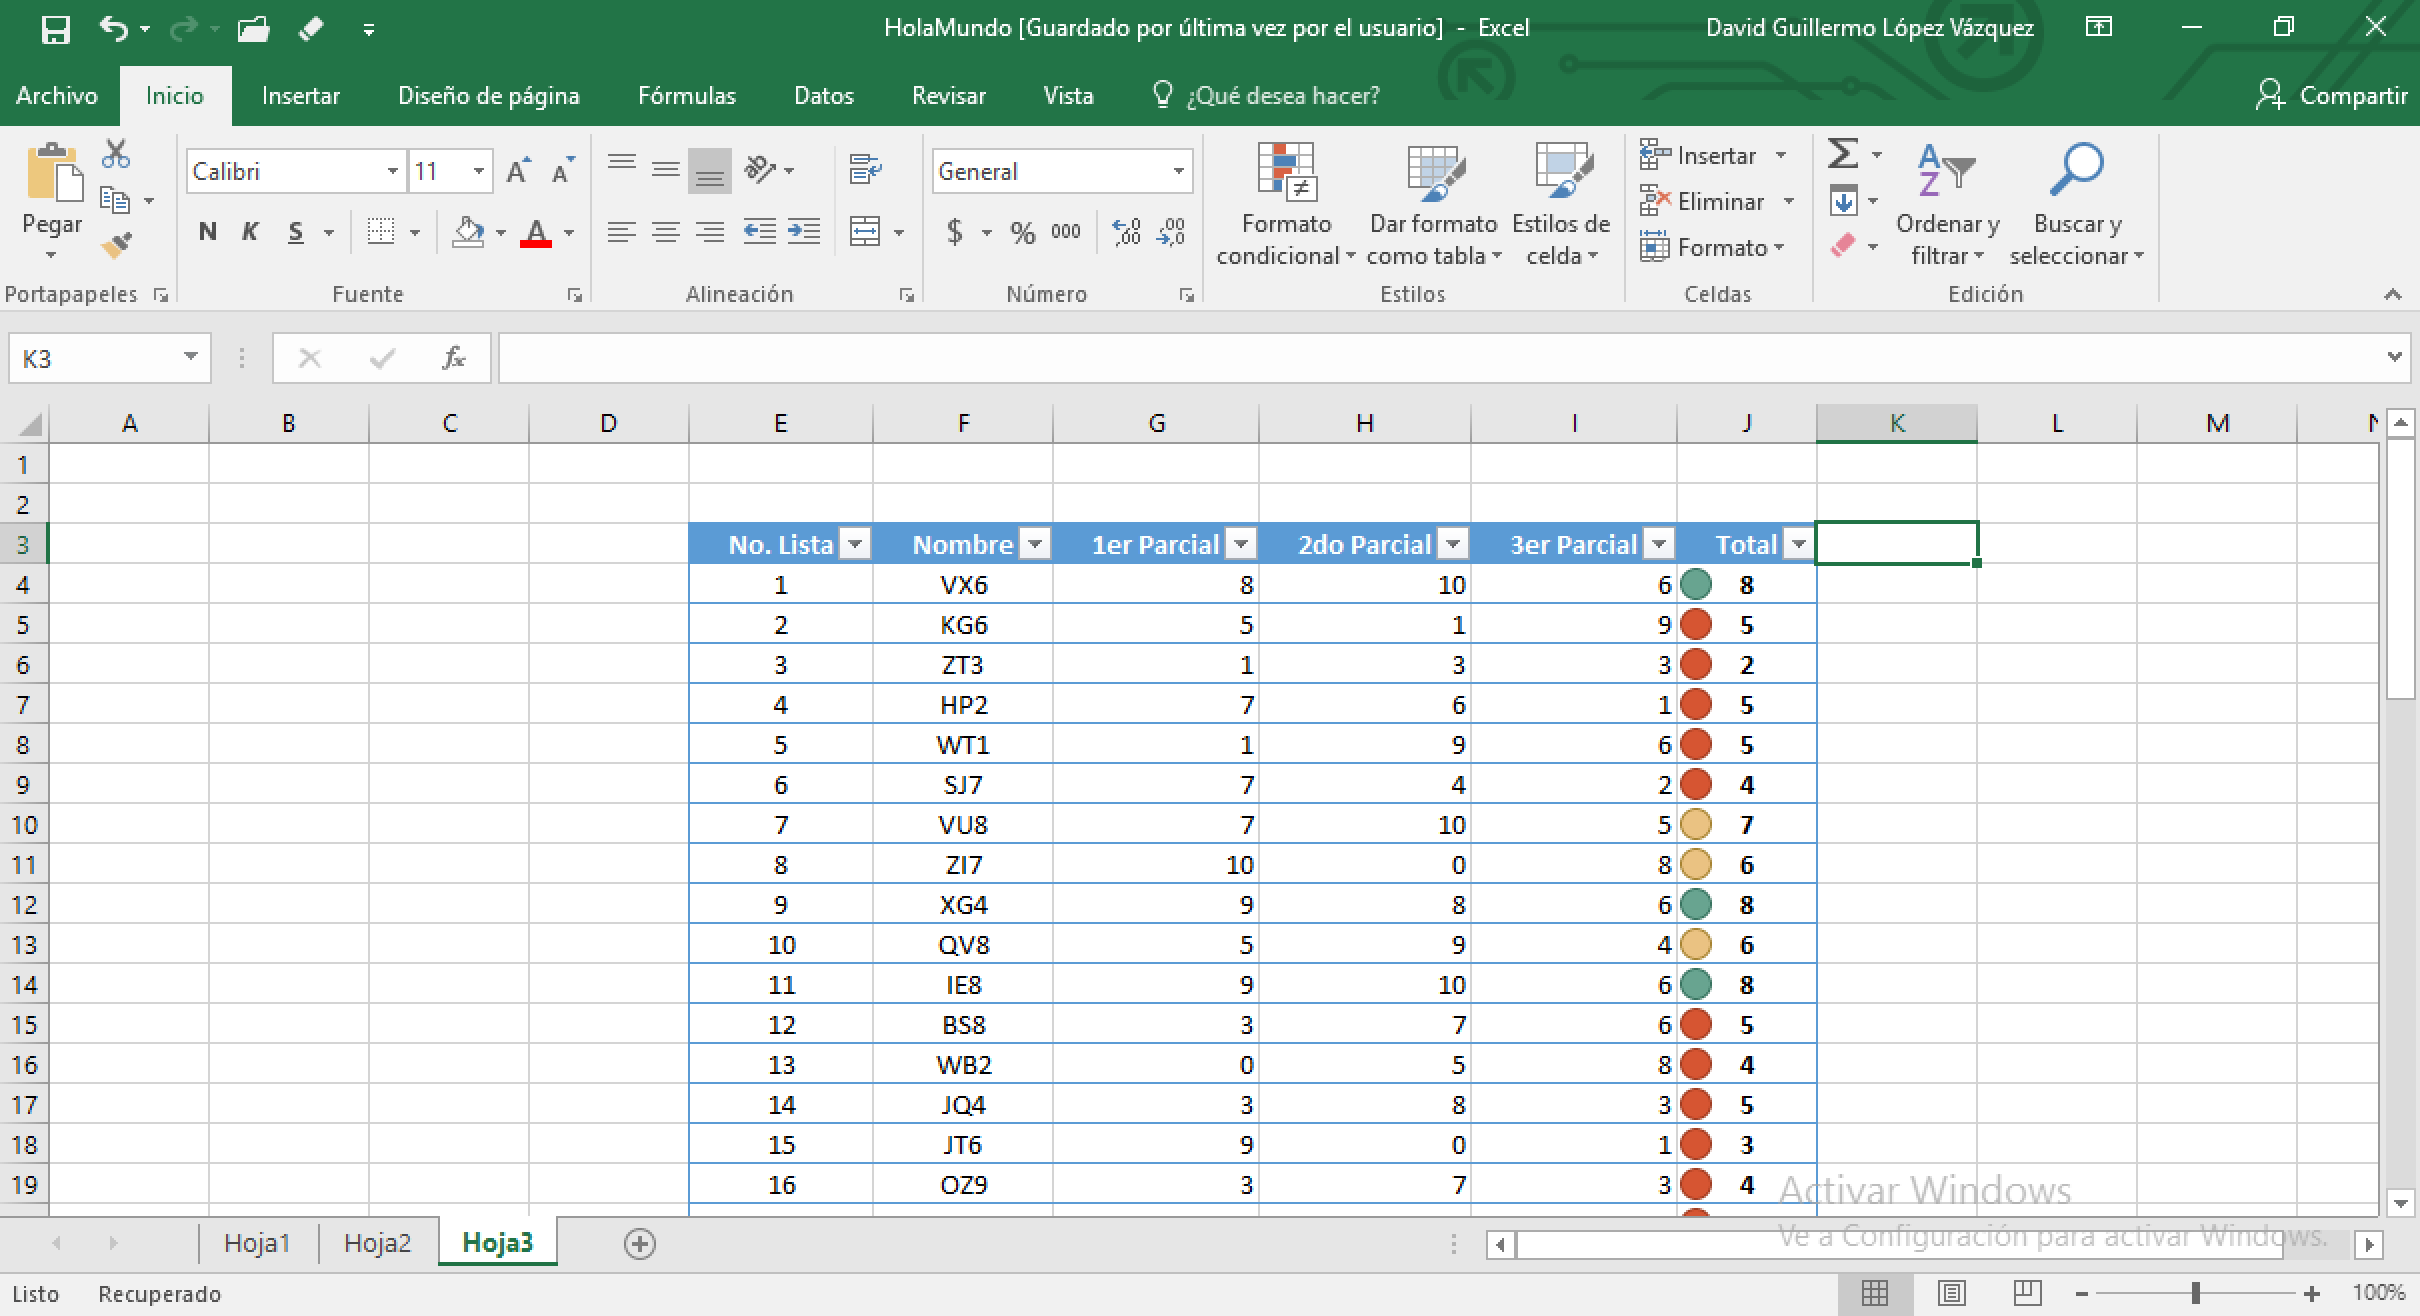 HolaMundo [Guardado por última vez por el usuario] - Excel
David Guillermo López Vázquez
Archivo Inicio Insertar Diseño de página Fórmulas Datos Revisar Vista ¿Qué desea hacer? Compartir
Pegar
Portapapeles
Calibri 11
N K S
Fuente
Alineación
General
$ % 000
Número
Formato condicional
Dar formato como tabla
Estilos de celda
Estilos
Insertar
Eliminar
Formato
Celdas
Ordenar y filtrar
Buscar y seleccionar
Edición
K3 fx
A B C D E F G H I J K L M N
1
2
3 No. Lista Nombre 1er Parcial 2do Parcial 3er Parcial Total
4 1 VX6 8 10 6 8
5 2 KG6 5 1 9 5
6 3 ZT3 1 3 3 2
7 4 HP2 7 6 1 5
8 5 WT1 1 9 6 5
9 6 SJ7 7 4 2 4
10 7 VU8 7 10 5 7
11 8 ZI7 10 0 8 6
12 9 XG4 9 8 6 8
13 10 QV8 5 9 4 6
14 11 IE8 9 10 6 8
15 12 BS8 3 7 6 5
16 13 WB2 0 5 8 4
17 14 JQ4 3 8 3 5
18 15 JT6 9 0 1 3
19 16 OZ9 3 7 3 4
Activar Windows
Ve a Configuración para activar Windows.
Hoja1 Hoja2 Hoja3
Listo Recuperado 100%